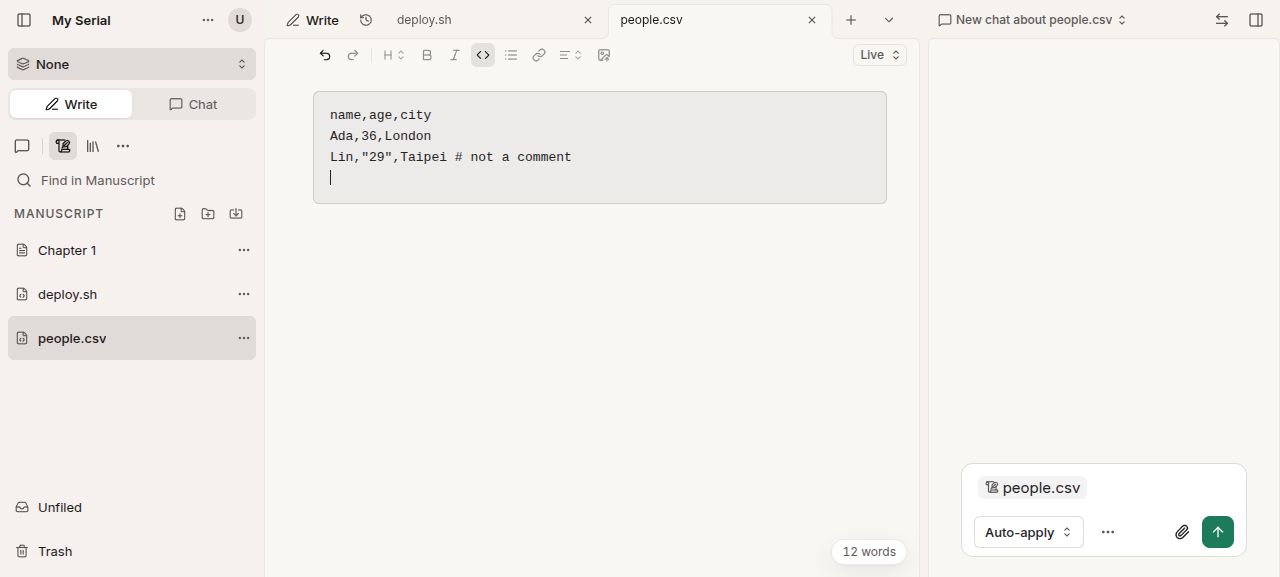 My Serial
U
None
Write
Chat
Find in Manuscript
MANUSCRIPT
Chapter 1
deploy.sh
people.csv
Unfiled
Trash
Write
deploy.sh
people.csv
H
B
I
Live
name,age,city
Ada,36,London
Lin,"29",Taipei # not a comment
12 words
New chat about people.csv
people.csv
Auto-apply